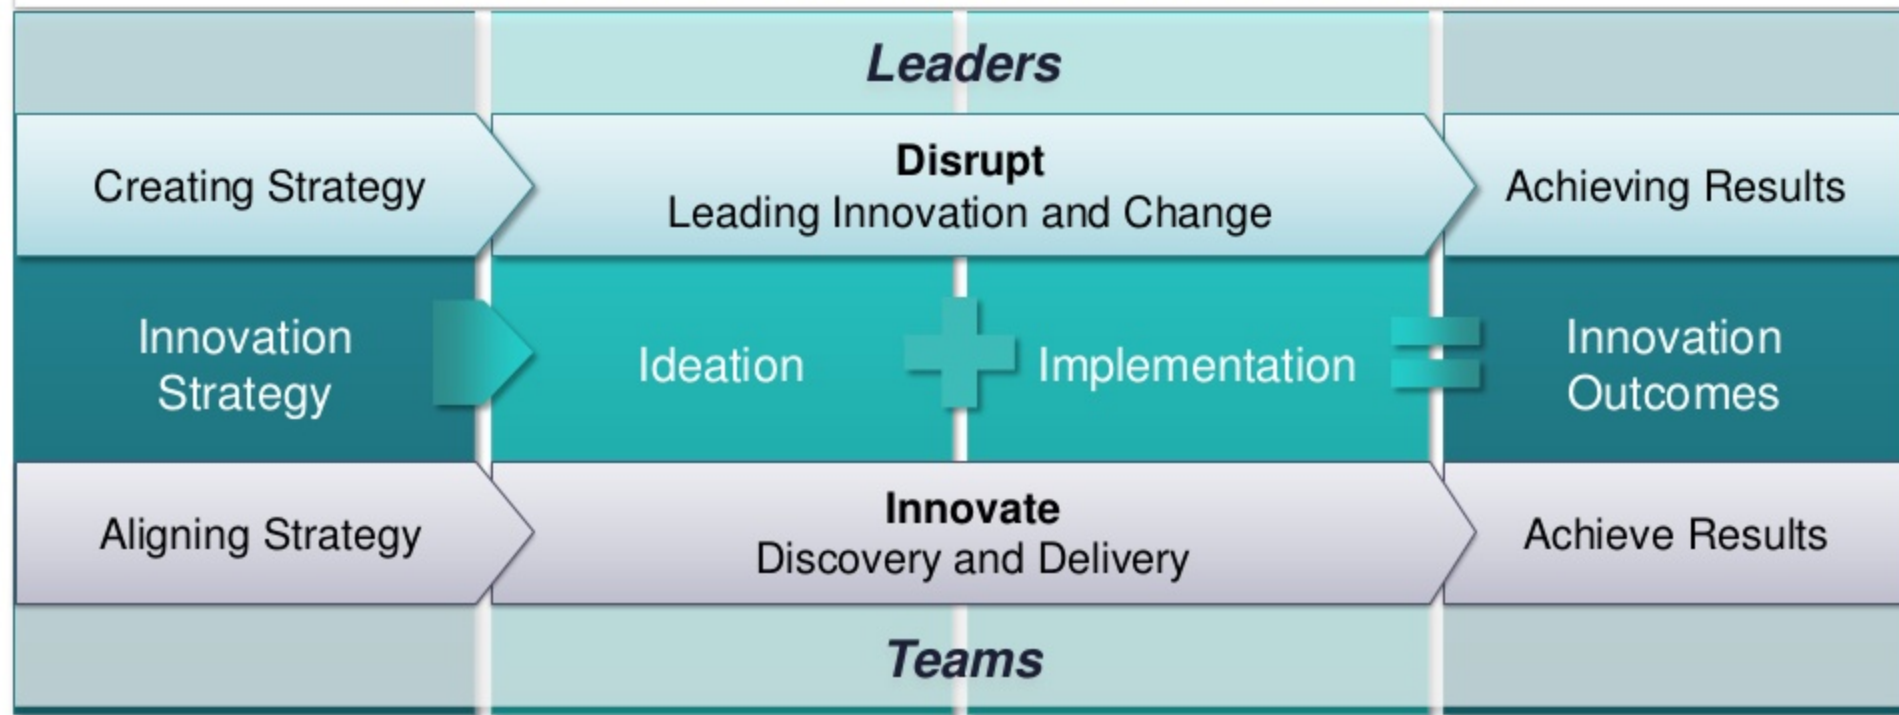 Leaders
Creating Strategy
Disrupt
Leading Innovation and Change
Achieving Results
Innovation
Strategy
Ideation
Implementation
Innovation
Outcomes
Aligning Strategy
Innovate
Discovery and Delivery
Achieve Results
Teams